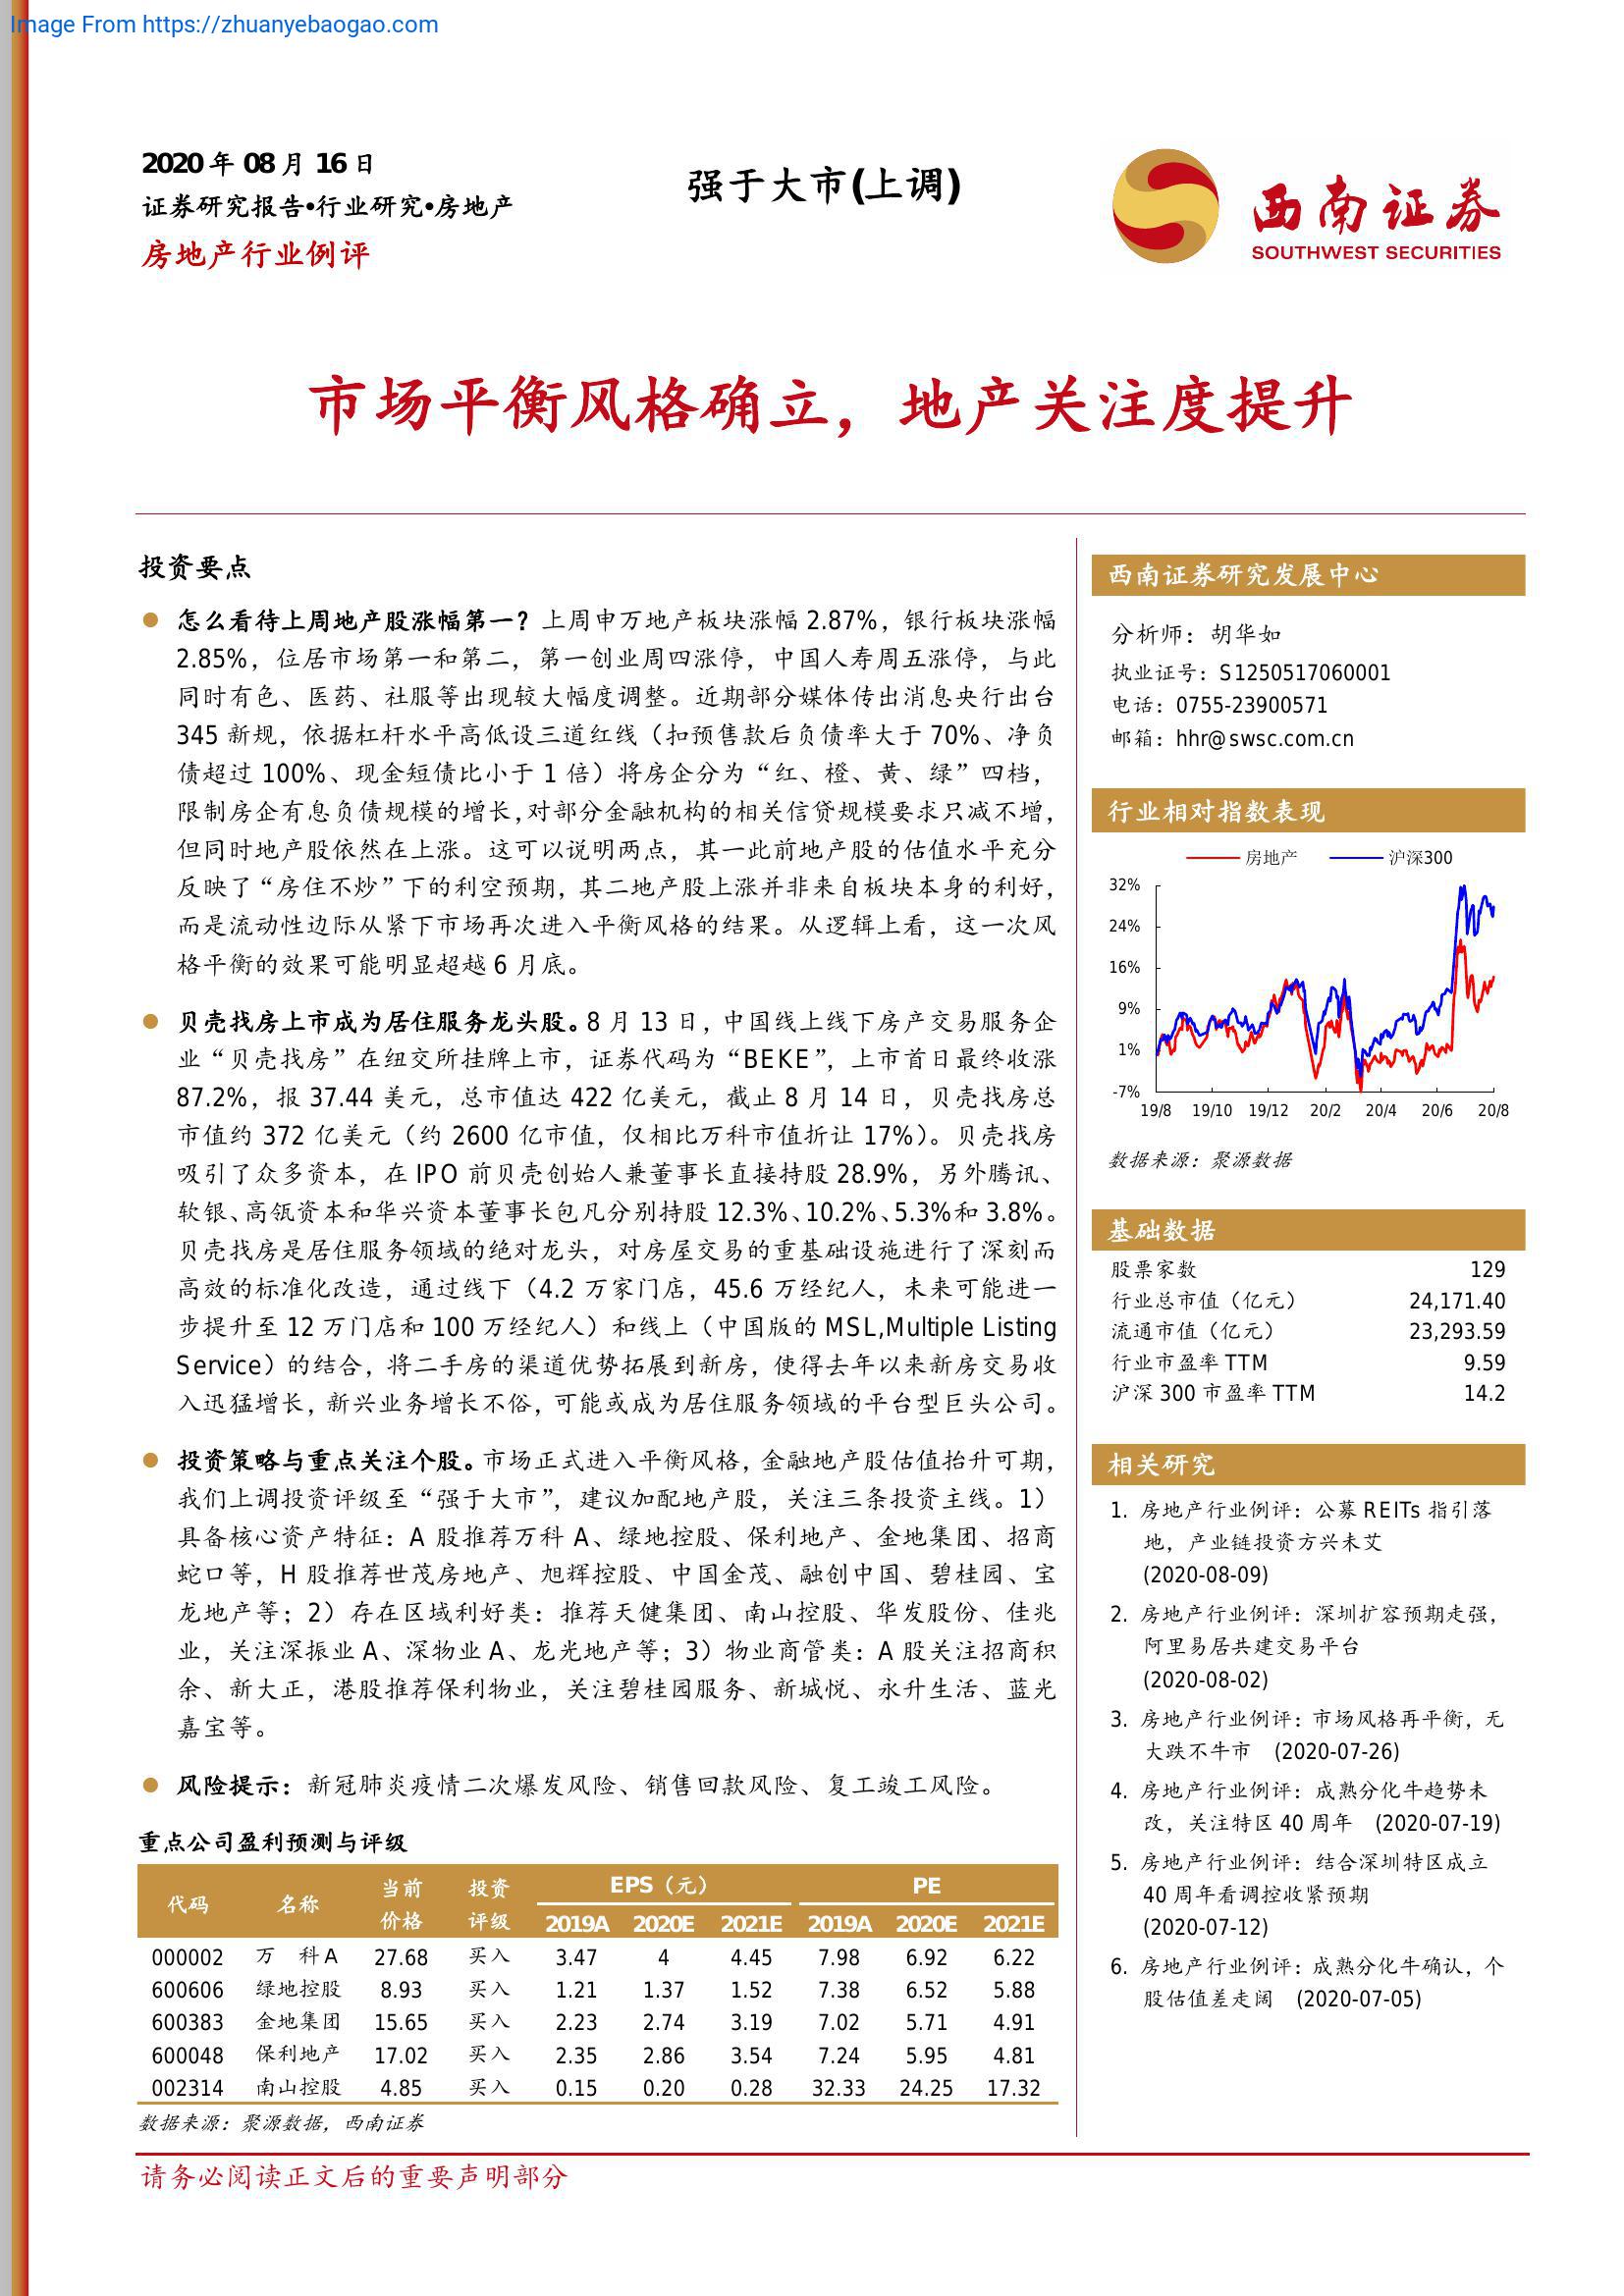 Image From https://zhuanyebaogao.com
2020 年 08 月 16 日
证券研究报告•行业研究•房地产
房地产行业例评
强于大市(上调)
西南证券
SOUTHWEST SECURITIES
市场平衡风格确立，地产关注度提升
投资要点
● 怎么看待上周地产股涨幅第一？上周申万地产板块涨幅 2.87%，银行板块涨幅
2.85%，位居市场第一和第二，第一创业周四涨停，中国人寿周五涨停，与此
同时有色、医药、社服等出现较大幅度调整。近期部分媒体传出消息央行出台
345 新规，依据杠杆水平高低设三道红线（扣预售款后负债率大于 70%、净负
债超过 100%、现金短债比小于 1 倍）将房企分为“红、橙、黄、绿”四档，
限制房企有息负债规模的增长，对部分金融机构的相关信贷规模要求只减不增，
但同时地产股依然在上涨。这可以说明两点，其一此前地产股的估值水平充分
反映了“房住不炒”下的利空预期，其二地产股上涨并非来自板块本身的利好，
而是流动性边际从紧下市场再次进入平衡风格的结果。从逻辑上看，这一次风
格平衡的效果可能明显超越 6 月底。
● 贝壳找房上市成为居住服务龙头股。8 月 13 日，中国线上线下房产交易服务企
业“贝壳找房”在纽交所挂牌上市，证券代码为“BEKE”，上市首日最终收涨
87.2%，报 37.44 美元，总市值达 422 亿美元，截止 8 月 14 日，贝壳找房总
市值约 372 亿美元（约 2600 亿市值，仅相比万科市值折让 17%）。贝壳找房
吸引了众多资本，在 IPO 前贝壳创始人兼董事长直接持股 28.9%，另外腾讯、
软银、高瓴资本和华兴资本董事长包凡分别持股 12.3%、10.2%、5.3%和 3.8%。
贝壳找房是居住服务领域的绝对龙头，对房屋交易的重基础设施进行了深刻而
高效的标准化改造，通过线下（4.2 万家门店，45.6 万经纪人，未来可能进一
步提升至 12 万门店和 100 万经纪人）和线上（中国版的 MSL,Multiple Listing
Service）的结合，将二手房的渠道优势拓展到新房，使得去年以来新房交易收
入迅猛增长，新兴业务增长不俗，可能或成为居住服务领域的平台型巨头公司。
● 投资策略与重点关注个股。市场正式进入平衡风格，金融地产股估值抬升可期，
我们上调投资评级至“强于大市”，建议加配地产股，关注三条投资主线。1）
具备核心资产特征：A 股推荐万科 A、绿地控股、保利地产、金地集团、招商
蛇口等，H 股推荐世茂房地产、旭辉控股、中国金茂、融创中国、碧桂园、宝
龙地产等；2）存在区域利好类：推荐天健集团、南山控股、华发股份、佳兆
业，关注深振业 A、深物业 A、龙光地产等；3）物业商管类：A 股关注招商积
余、新大正，港股推荐保利物业，关注碧桂园服务、新城悦、永升生活、蓝光
嘉宝等。
● 风险提示：新冠肺炎疫情二次爆发风险、销售回款风险、复工竣工风险。
重点公司盈利预测与评级
代码 名称 当前 投资 EPS（元） PE
价格 评级 2019A 2020E 2021E 2019A 2020E 2021E
000002 万 科A 27.68 买入 3.47 4 4.45 7.98 6.92 6.22
600606 绿地控股 8.93 买入 1.21 1.37 1.52 7.38 6.52 5.88
600383 金地集团 15.65 买入 2.23 2.74 3.19 7.02 5.71 4.91
600048 保利地产 17.02 买入 2.35 2.86 3.54 7.24 5.95 4.81
002314 南山控股 4.85 买入 0.15 0.20 0.28 32.33 24.25 17.32
数据来源：聚源数据，西南证券
西南证券研究发展中心
分析师：胡华如
执业证号：S1250517060001
电话：0755-23900571
邮箱：hhr@swsc.com.cn
行业相对指数表现
房地产 沪深300
32%
24%
16%
9%
1%
-7%
19/8 19/10 19/12 20/2 20/4 20/6 20/8
数据来源：聚源数据
基础数据
股票家数 129
行业总市值（亿元） 24,171.40
流通市值（亿元） 23,293.59
行业市盈率 TTM 9.59
沪深 300 市盈率 TTM 14.2
相关研究
1. 房地产行业例评：公募 REITs 指引落
地，产业链投资方兴未艾
(2020-08-09)
2. 房地产行业例评：深圳扩容预期走强，
阿里易居共建交易平台
(2020-08-02)
3. 房地产行业例评：市场风格再平衡，无
大跌不牛市 (2020-07-26)
4. 房地产行业例评：成熟分化牛趋势未
改，关注特区 40 周年 (2020-07-19)
5. 房地产行业例评：结合深圳特区成立
40 周年看调控收紧预期
(2020-07-12)
6. 房地产行业例评：成熟分化牛确认，个
股估值差走阔 (2020-07-05)
请务必阅读正文后的重要声明部分